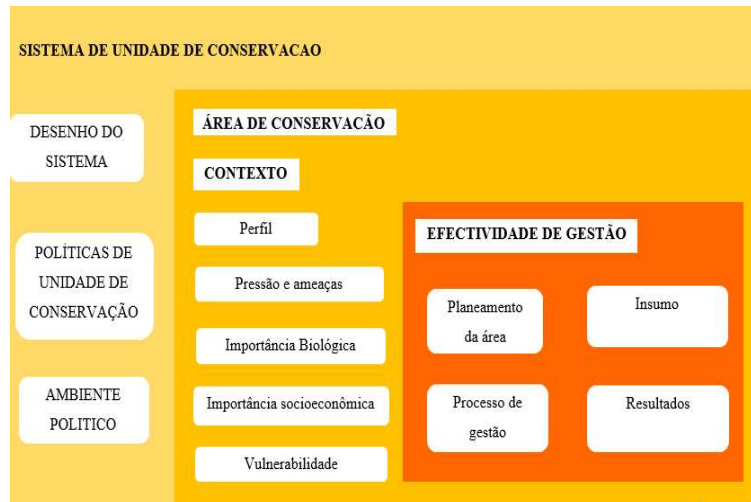 SISTEMA DE UNIDADE DE CONSERVACAO
DESENHO DO
SISTEMA
POLÍTICAS DE
UNIDADE DE
CONSERVAÇÃO
AMBIENTE
POLITICO
ÁREA DE CONSERVAÇÃO
CONTEXTO
Perfil
Pressão e ameaças
Importância Biológica
Importância socioeconômica
Vulnerabilidade
EFECTIVIDADE DE GESTÃO
Planeamento
da área
Insumo
Processo de
gestão
Resultados